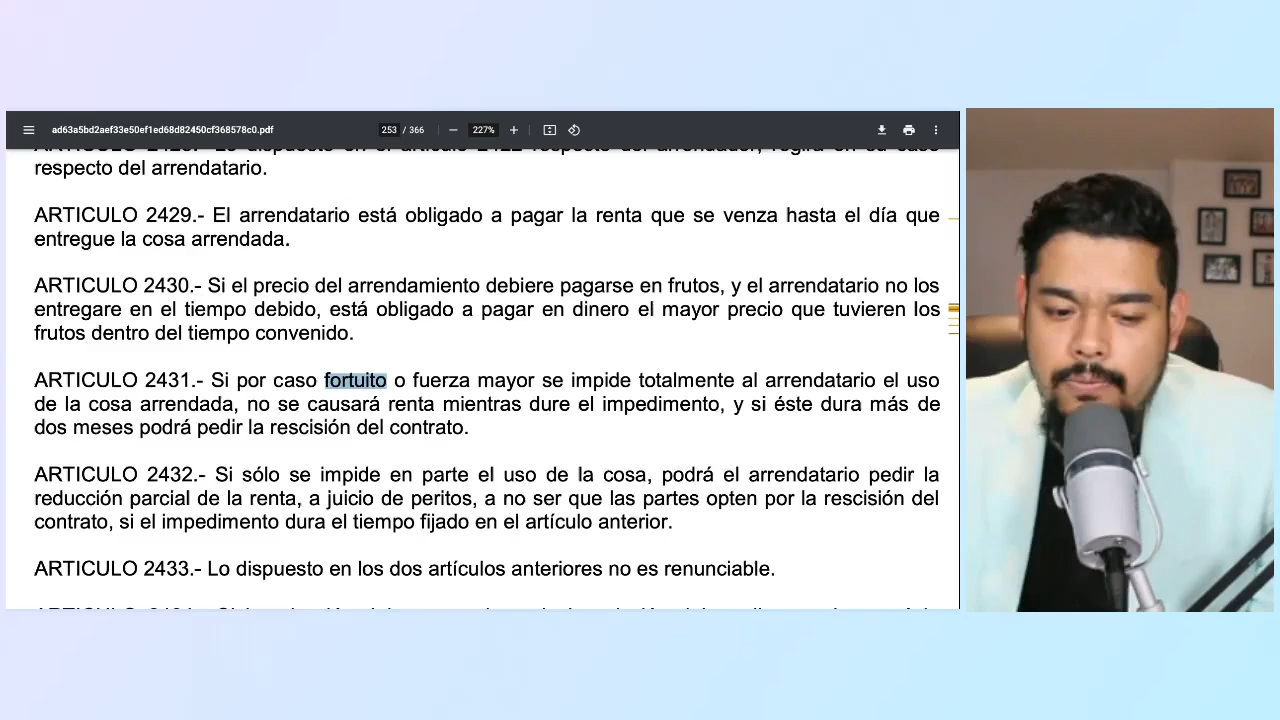 ad63a5bd2aef33e50ef1ed68d82450cf368578c0.pdf
253 / 366
227%
respecto del arrendatario.
ARTICULO 2429.- El arrendatario está obligado a pagar la renta que se venza hasta el día que
entregue la cosa arrendada.
ARTICULO 2430.- Si el precio del arrendamiento debiere pagarse en frutos, y el arrendatario no los
entregare en el tiempo debido, está obligado a pagar en dinero el mayor precio que tuvieren los
frutos dentro del tiempo convenido.
ARTICULO 2431.- Si por caso fortuito o fuerza mayor se impide totalmente al arrendatario el uso
de la cosa arrendada, no se causará renta mientras dure el impedimento, y si éste dura más de
dos meses podrá pedir la rescisión del contrato.
ARTICULO 2432.- Si sólo se impide en parte el uso de la cosa, podrá el arrendatario pedir la
reducción parcial de la renta, a juicio de peritos, a no ser que las partes opten por la rescisión del
contrato, si el impedimento dura el tiempo fijado en el artículo anterior.
ARTICULO 2433.- Lo dispuesto en los dos artículos anteriores no es renunciable.